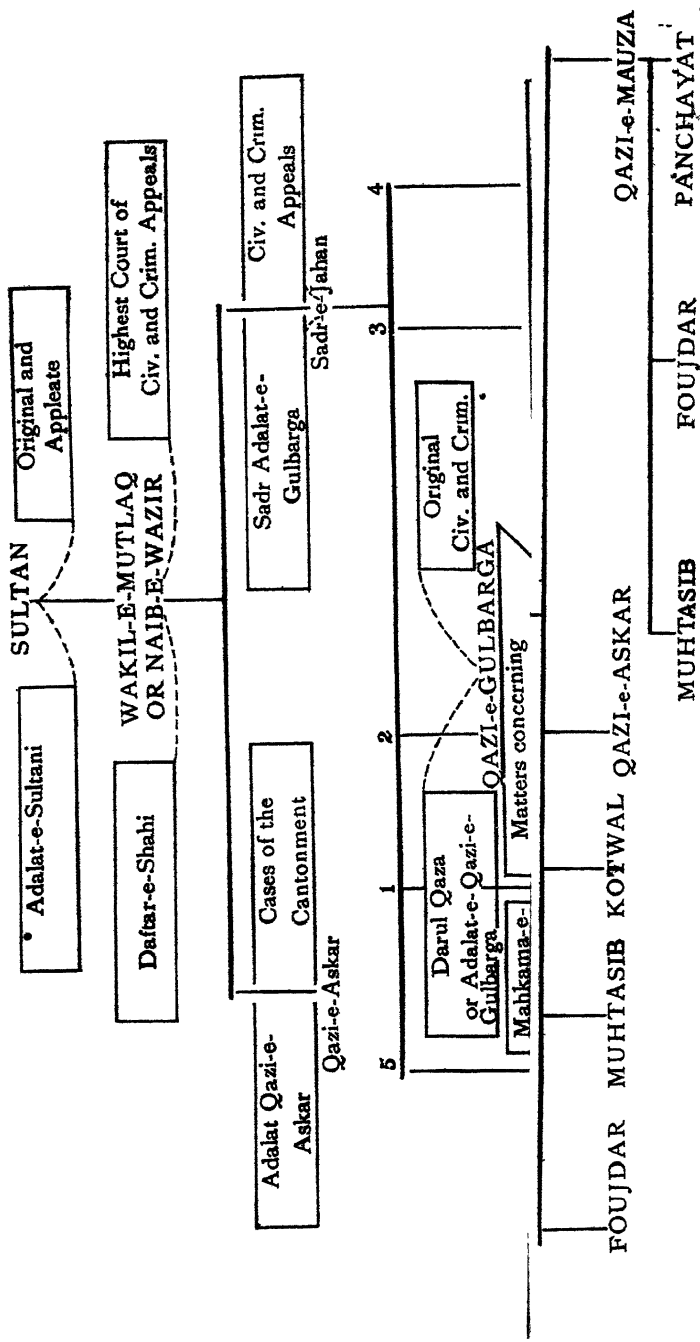 SULTAN
Adalat-e-Sultani
Original and
Appleate
WAKIL-E-MUTLAQ
OR NAIB-E-WAZIR
Daftar-e-Shahi
Highest Court of
Civ. and Crim. Appeals
Adalat Qazi-e-
Askar
Cases of the
Cantonment
Qazi-e-Askar
Sadr Adalat-e-
Gulbarga
Civ. and Crim.
Appeals
Sadr-e-Jahan
5
1
2
3
4
Darul Qaza
or Adalat-e-Qazi-e-
Gulbarga
Original
Civ. and Crim.
QAZI-e-GULBARGA
Mahkama-e-
Matters concerning
FOUJDAR
MUHTASIB
KOTWAL
QAZI-e-ASKAR
QAZI-e-MAUZA
MUHTASIB
FOUJDAR
PANCHAYAT